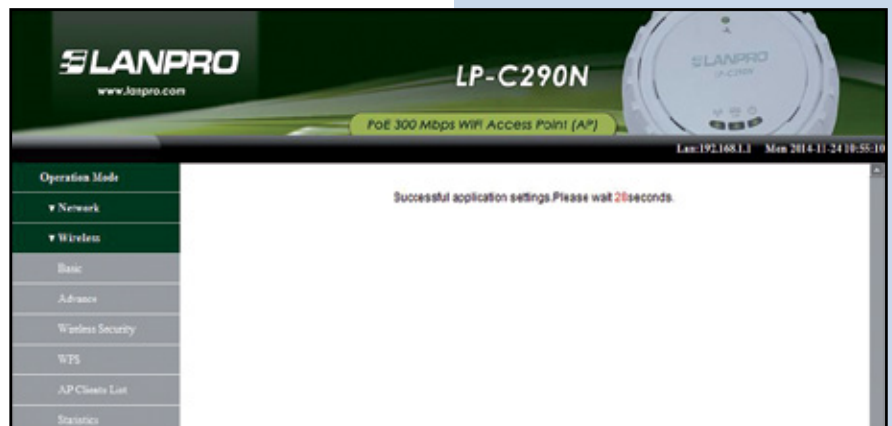 LANPRO
www.lanpro.com
LP-C290N
PoE 300 Mbps WiFi Access Point (AP)
LANPRO
LP-C290N
Lan:192.168.1.1 Mon 2014-11-24 10:55:10
Operation Mode
▼ Network
▼ Wireless
Basic
Advance
Wireless Security
WPS
AP Clients List
Statistics
Successful application settings.Please wait 28seconds.